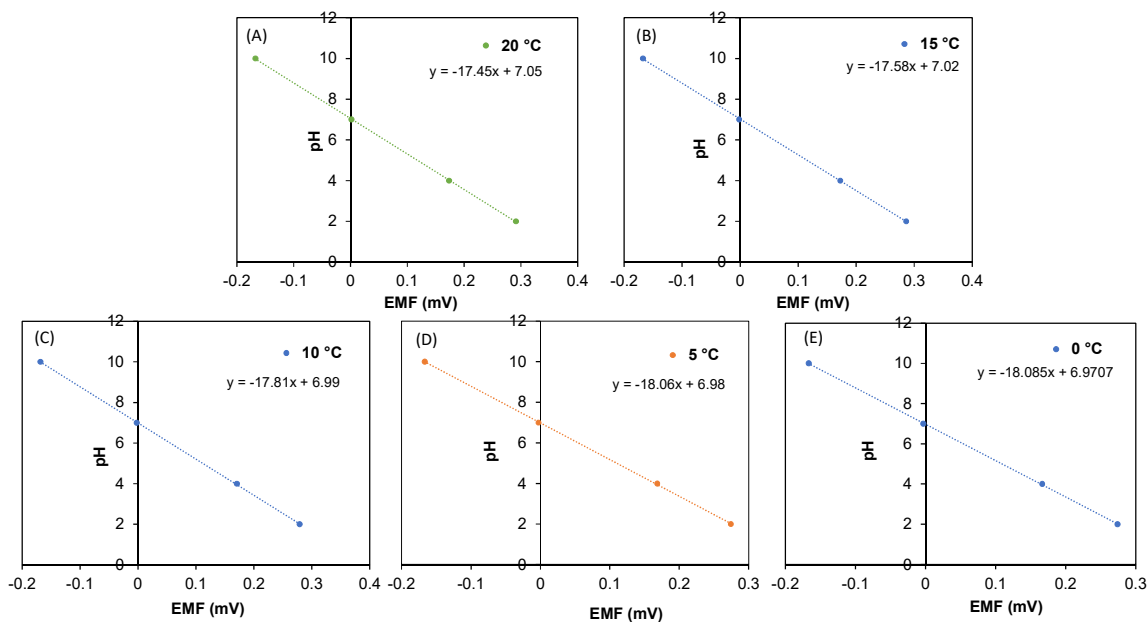 (A)
20 °C
y = -17.45x + 7.05
pH
12
10
8
6
4
2
0
-0.2
-0.1
0
0.1
0.2
0.3
0.4
EMF (mV)
(B)
15 °C
y = -17.58x + 7.02
pH
12
10
8
6
4
2
0
-0.2
-0.1
0
0.1
0.2
0.3
0.4
EMF (mV)
(C)
10 °C
y = -17.81x + 6.99
pH
12
10
8
6
4
2
0
-0.2
-0.1
0
0.1
0.2
0.3
0.4
EMF (mV)
(D)
5 °C
y = -18.06x + 6.98
pH
12
10
8
6
4
2
0
-0.2
-0.1
0
0.1
0.2
0.3
EMF (mV)
(E)
0 °C
y = -18.085x + 6.9707
pH
12
10
8
6
4
2
0
-0.2
-0.1
0
0.1
0.2
0.3
EMF (mV)